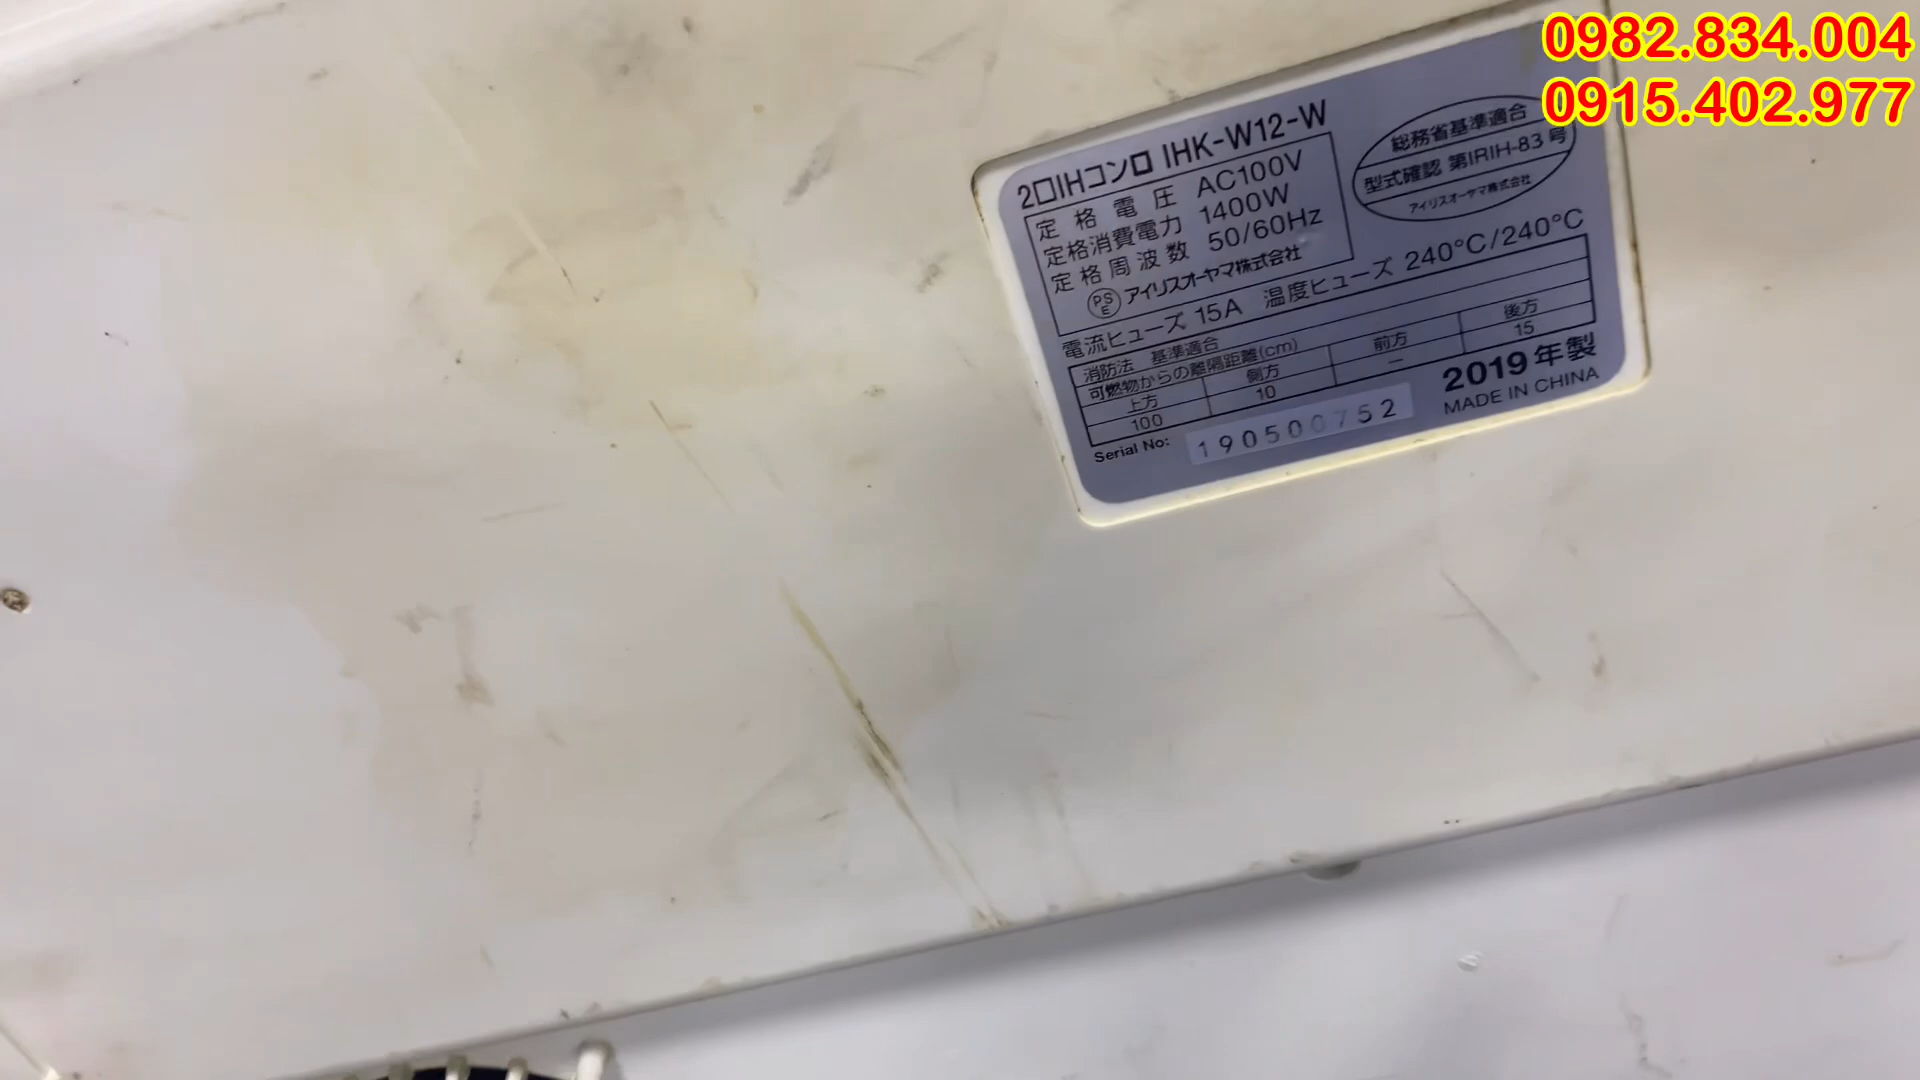 0982.834.004
0915.402.977
2口IHコンロ IHK-W12-W
定格電圧 AC100V
定格消費電力 1400W
定格周波数 50/60Hz
PSE アイリスオーヤマ株式会社
総務省基準適合
型式確認 第IRIH-83号
アイリスオーヤマ株式会社
電流ヒューズ 15A 温度ヒューズ 240℃/240℃
消防法 基準適合
可燃物からの離隔距離(cm)
上方 側方 前方 後方
100 10 ー 15
Serial No: 190500752
2019年製
MADE IN CHINA